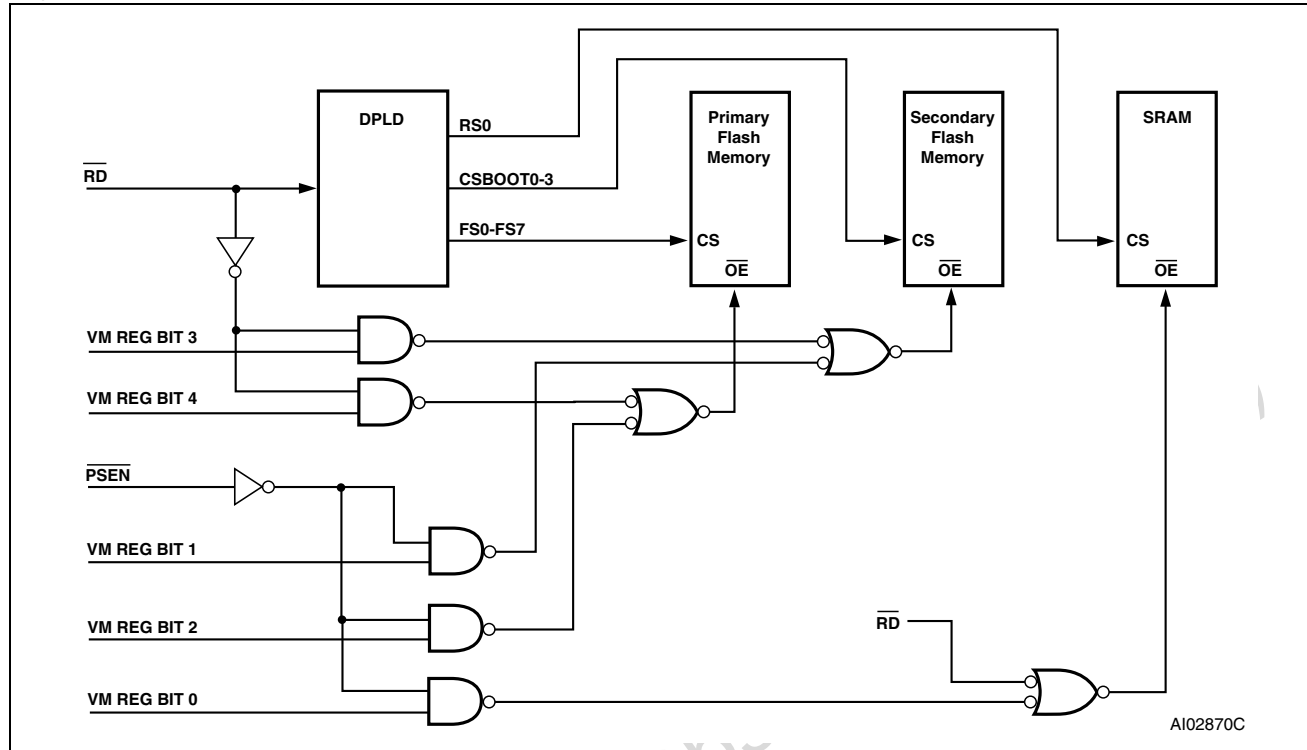 DPLD
RS0
CSBOOT0-3
FS0-FS7
Primary
Flash
Memory
CS
OE
Secondary
Flash
Memory
CS
OE
SRAM
CS
OE
RD
VM REG BIT 3
VM REG BIT 4
PSEN
VM REG BIT 1
VM REG BIT 2
VM REG BIT 0
RD
AI02870C